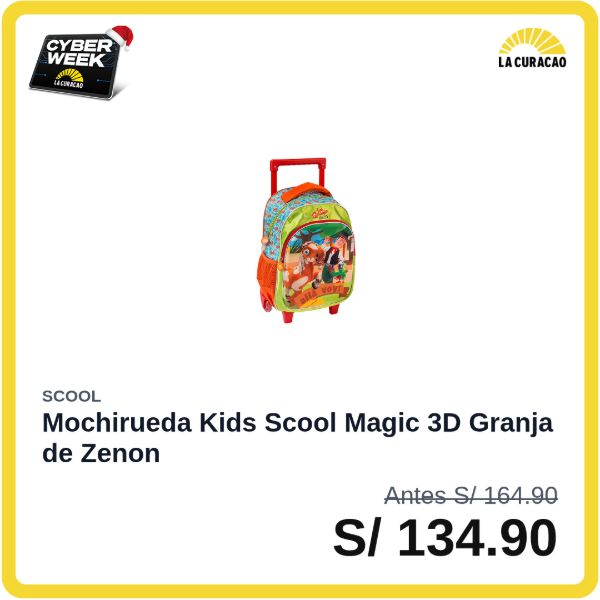 CYBER
WEEK
LA CURACAO
LA CURACAO
SCOOL
Mochirueda Kids Scool Magic 3D Granja
de Zenon
Antes S/ 164.90
S/ 134.90